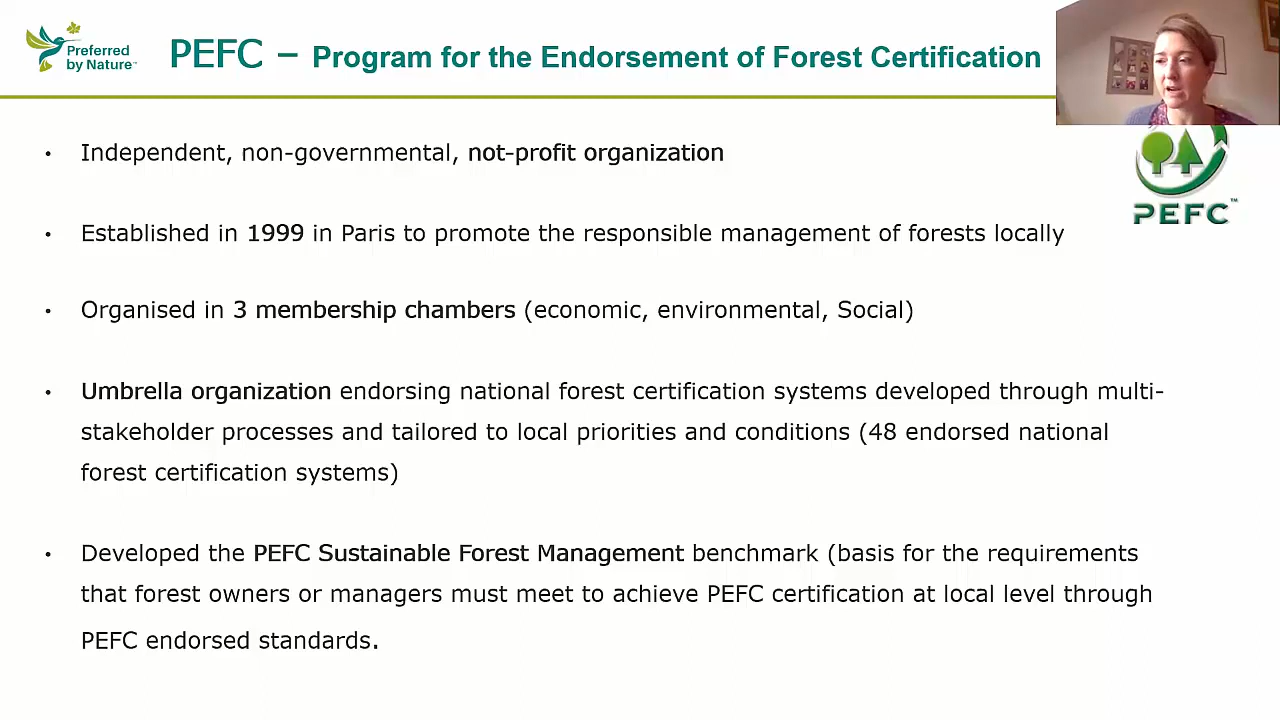 Preferred
by Nature™
PEFC – Program for the Endorsement of Forest Certification
PEFC™
• Independent, non-governmental, not-profit organization
• Established in 1999 in Paris to promote the responsible management of forests locally
• Organised in 3 membership chambers (economic, environmental, Social)
• Umbrella organization endorsing national forest certification systems developed through multi-
stakeholder processes and tailored to local priorities and conditions (48 endorsed national
forest certification systems)
• Developed the PEFC Sustainable Forest Management benchmark (basis for the requirements
that forest owners or managers must meet to achieve PEFC certification at local level through
PEFC endorsed standards.